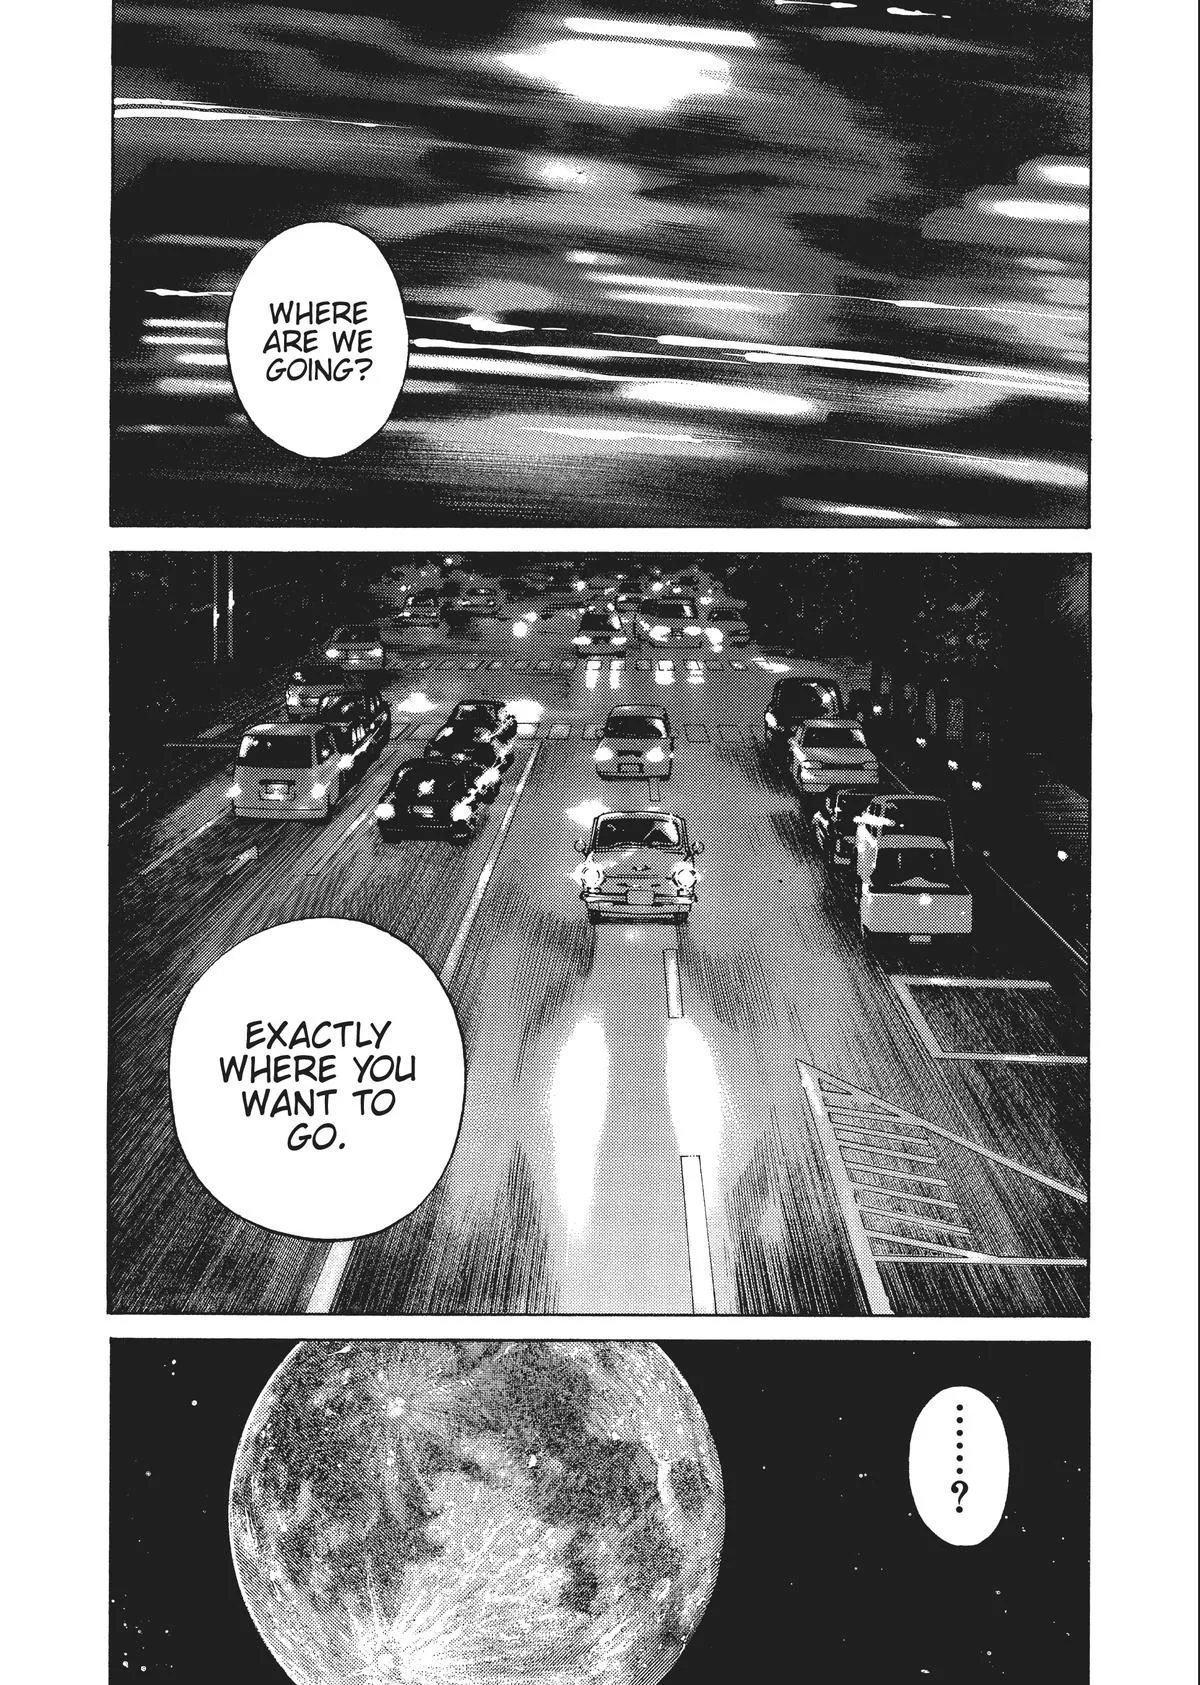 WHERE
ARE WE
GOING?
EXACTLY
WHERE YOU
WANT TO
GO.
.......?